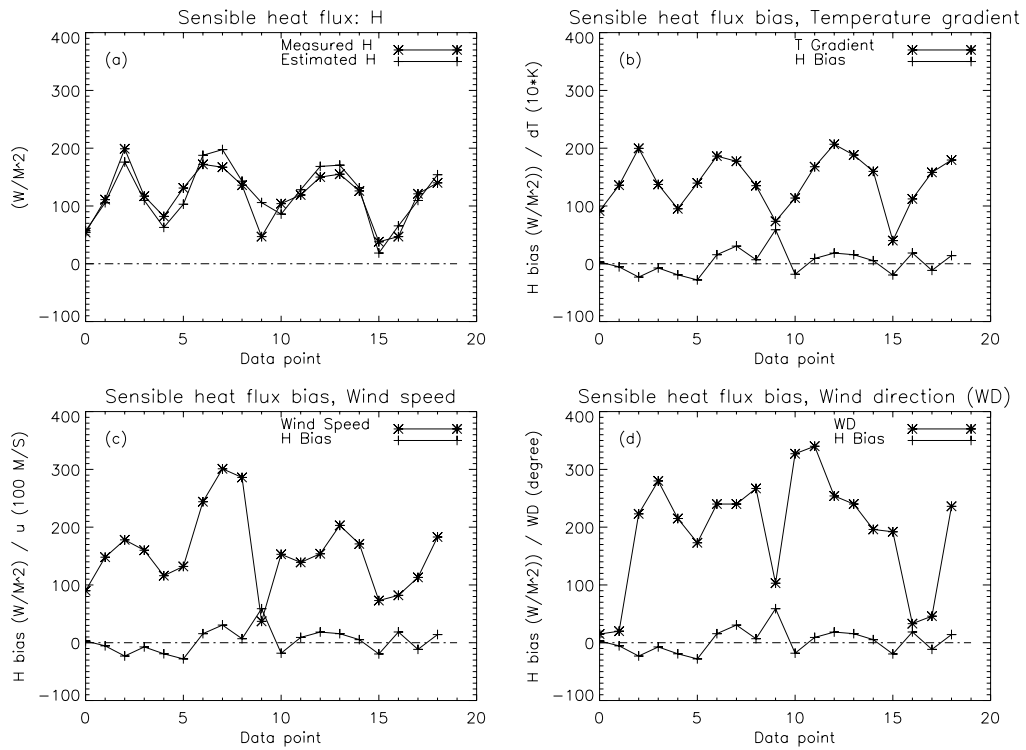 Sensible heat flux: H
(a)
Measured H
Estimated H
400
300
200
100
0
−100
(W/M^2)
0
5
10
15
20
Data point
Sensible heat flux bias, Temperature gradient
(b)
T Gradient
H Bias
400
300
200
100
0
−100
H bias (W/M^2)) / dT (10*K)
0
5
10
15
20
Data point
Sensible heat flux bias, Wind speed
(c)
Wind Speed
H Bias
400
300
200
100
0
−100
H bias (W/M^2) / u (100 M/S)
0
5
10
15
20
Data point
Sensible heat flux bias, Wind direction (WD)
(d)
WD
H Bias
400
300
200
100
0
−100
H bias (W/M^2)) / WD (degree)
0
5
10
15
20
Data point